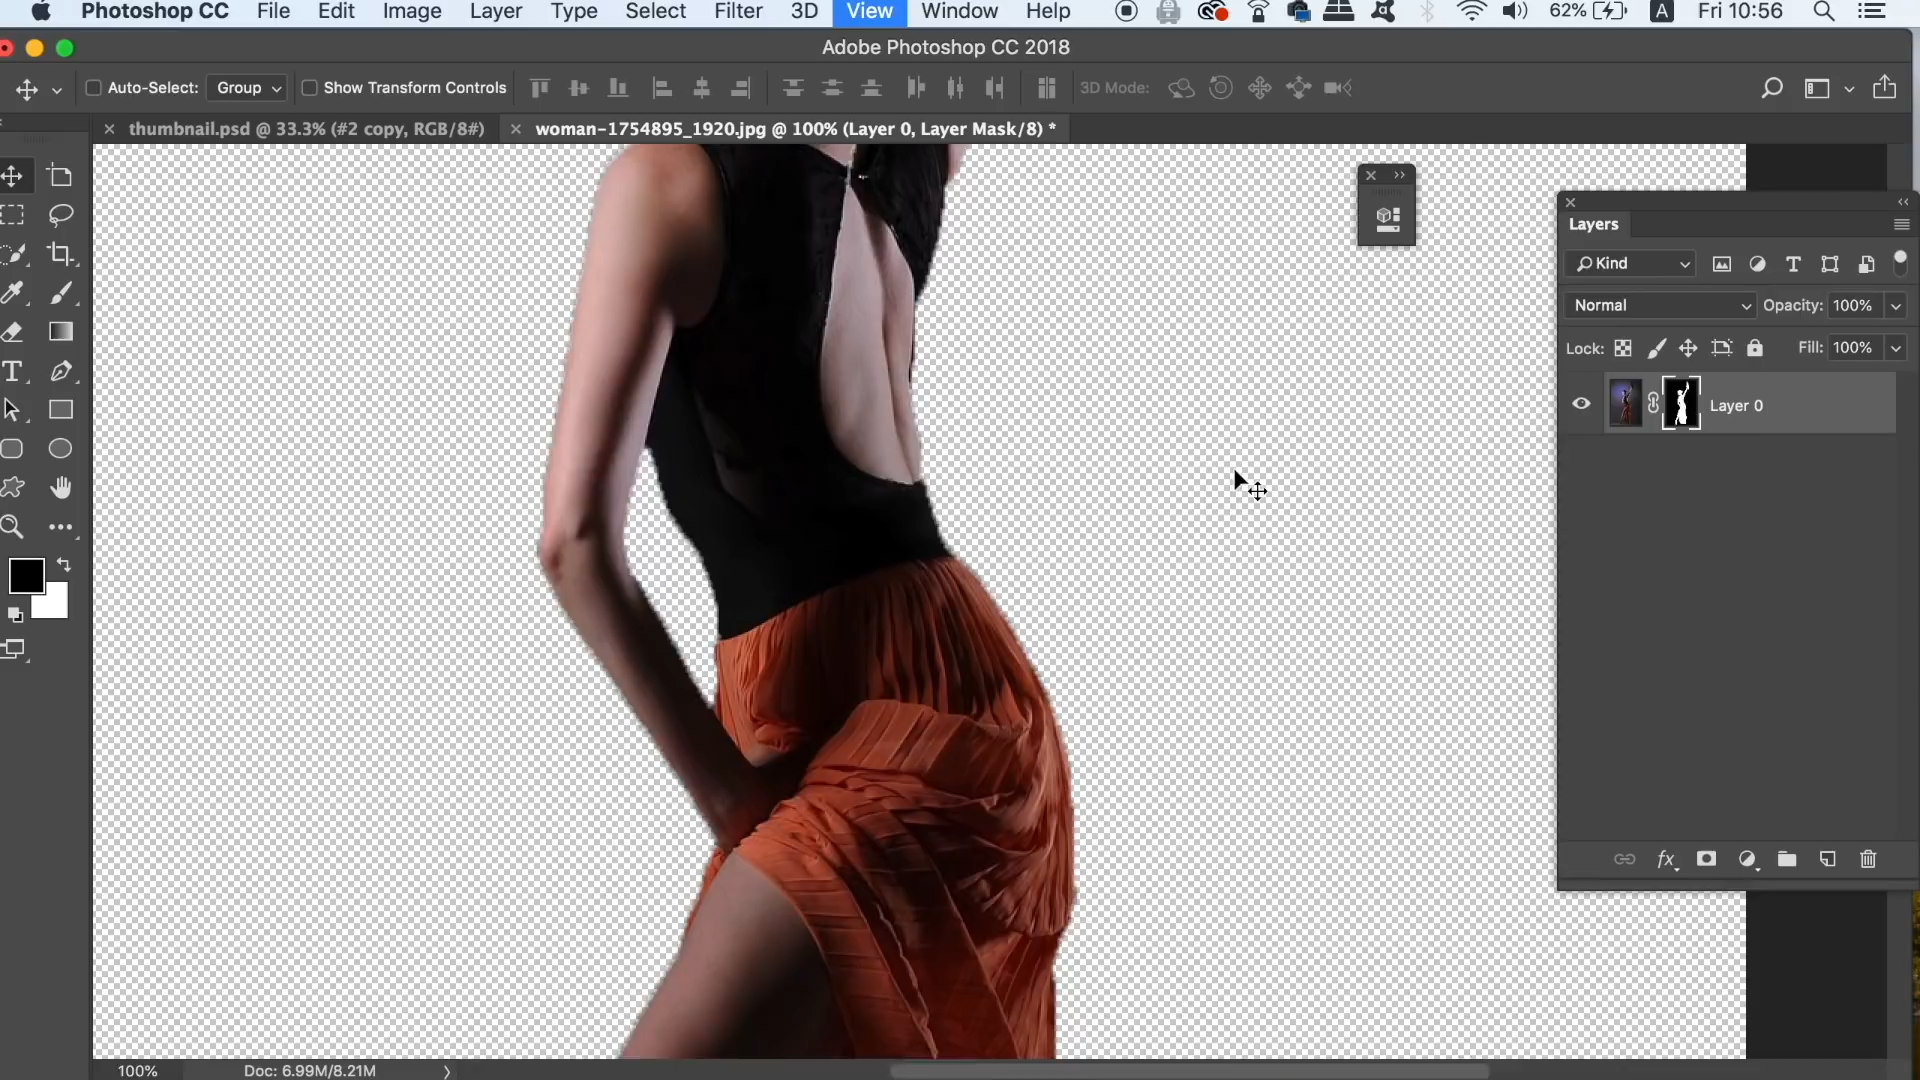 Photoshop CC File Edit Image Layer Type Select Filter 3D View Window Help 62% A Fri 10:56
Adobe Photoshop CC 2018
Auto-Select: Group Show Transform Controls 3D Mode:
thumbnail.psd @ 33.3% (#2 copy, RGB/8#) woman-1754895_1920.jpg @ 100% (Layer 0, Layer Mask/8) *
Layers
Kind
Normal Opacity: 100%
Lock: Fill: 100%
Layer 0
fx
100% Doc: 6.99M/8.21M